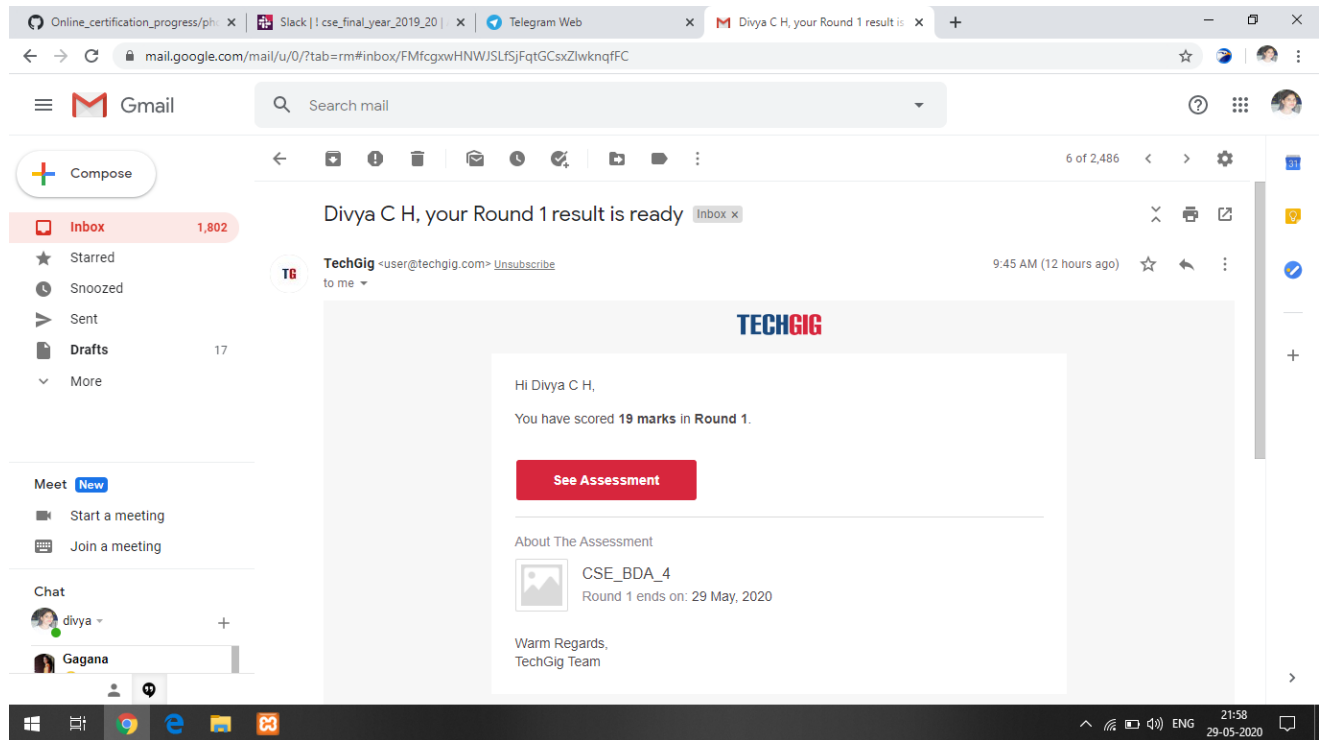 Online_certification_progress/pho
Slack | ! cse_final_year_2019_20 |
Telegram Web
Divya C H, your Round 1 result is
mail.google.com/mail/u/0/?tab=rm#inbox/FMfcgxwHNWJSLfSjFqtGCsxZlwknqfFC
Gmail
Search mail
Compose
6 of 2,486
31
Inbox 1,802
Starred
Snoozed
Sent
Drafts 17
More
Divya C H, your Round 1 result is ready Inbox x
TG
TechGig <user@techgig.com> Unsubscribe
9:45 AM (12 hours ago)
to me
TECHGIG
Hi Divya C H,
You have scored 19 marks in Round 1.
See Assessment
About The Assessment
CSE_BDA_4
Round 1 ends on: 29 May, 2020
Warm Regards,
TechGig Team
Meet New
Start a meeting
Join a meeting
Chat
divya
Gagana
ENG
21:58
29-05-2020